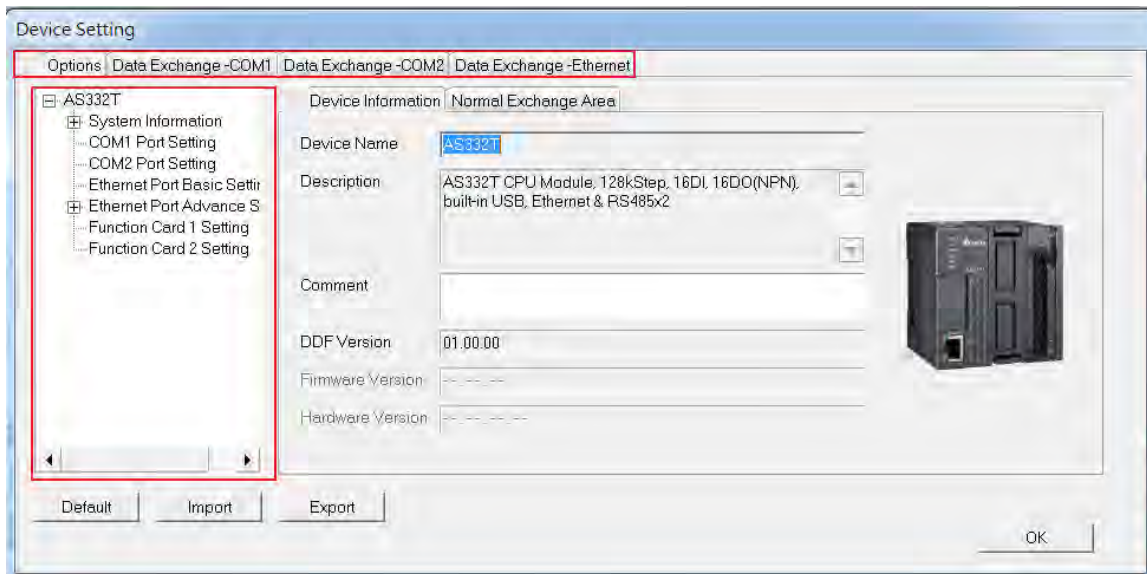 Device Setting
Options Data Exchange -COM1 Data Exchange -COM2 Data Exchange -Ethernet
AS332T
System Information
COM1 Port Setting
COM2 Port Setting
Ethernet Port Basic Settir
Ethernet Port Advance S
Function Card 1 Setting
Function Card 2 Setting
Device Information Normal Exchange Area
Device Name AS332T
Description AS332T CPU Module, 128kStep, 16DI, 16DO(NPN),
built-in USB, Ethernet & RS485x2
Comment
DDF Version 01.00.00
Firmware Version --.--.--
Hardware Version --.--.--.--
Default Import Export
OK